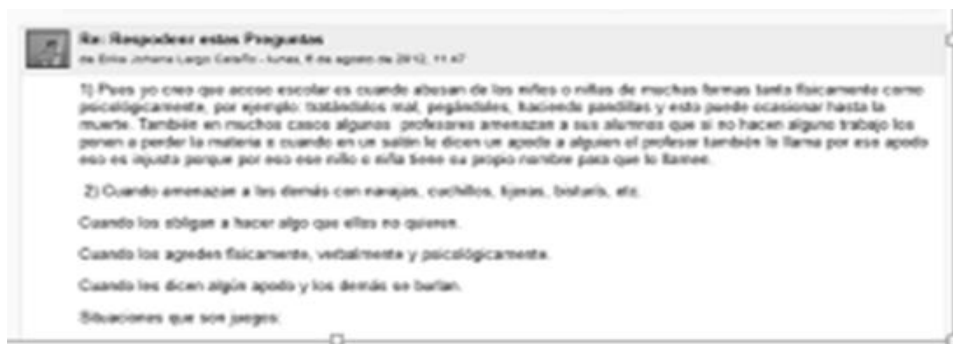 Re: Respodeer estas Preguntas
de Erika Johana Largo - lunes, 6 de agosto de 2012, 11:47
1) Pues yo creo que acoso escolar es cuando abusan de los niños o niñas de muchas formas tanto físicamente como
psicológicamente, por ejemplo: tratándolos mal, pegándoles, haciendo pandillas y esto puede ocasionar hasta la
muerte. También en muchos casos algunos profesores amenazan a sus alumnos que si no hacen alguno trabajo los
ponen a perder la materia o cuando en un salón le dicen un apodo a alguien el profesor también lo llama por ese apodo
eso es injusta porque por eso ese niño o niña tiene su propio nombre para que lo llamen.
2) Cuando amenazan a los demás con navajas, cuchillos, tijeras, bisturís, etc.
Cuando los obligan a hacer algo que ellos no quieren.
Cuando los agreden físicamente, verbalmente y psicológicamente.
Cuando les dicen algún apodo y los demás se burlan.
Situaciones que son juegos: